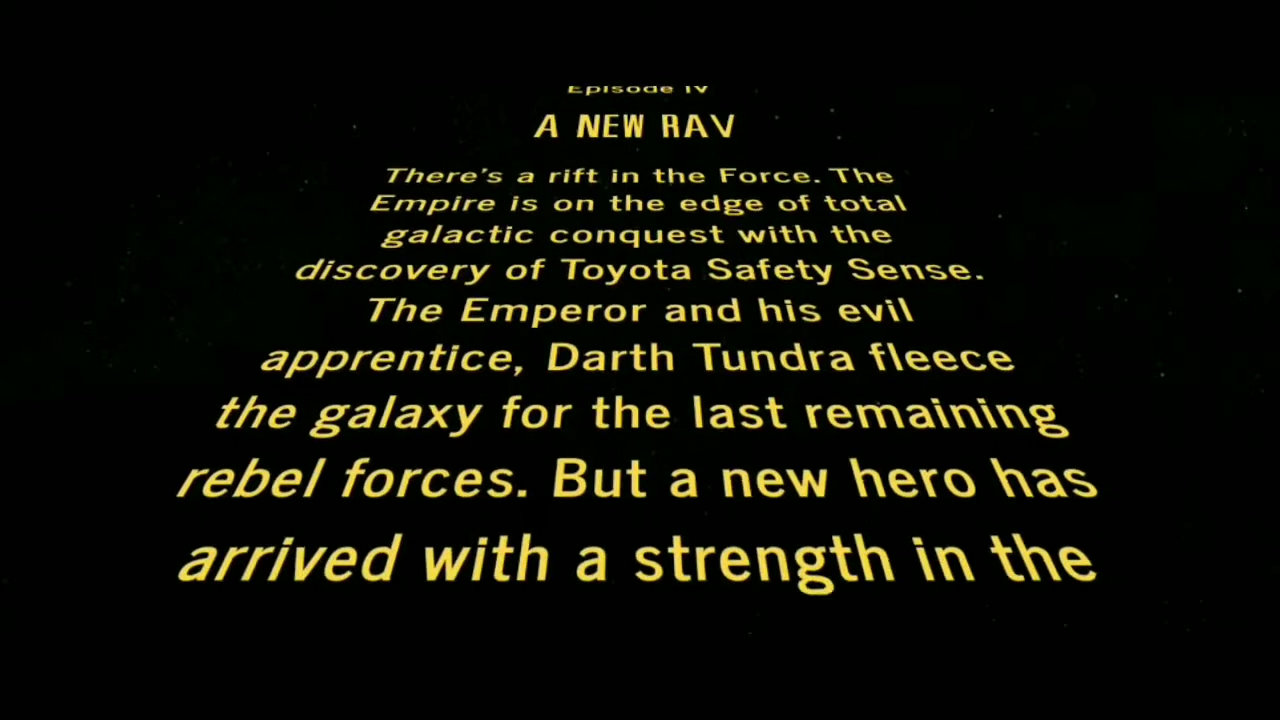 Episode IV
A NEW RAV
There's a rift in the Force. The
Empire is on the edge of total
galactic conquest with the
discovery of Toyota Safety Sense.
The Emperor and his evil
apprentice, Darth Tundra fleece
the galaxy for the last remaining
rebel forces. But a new hero has
arrived with a strength in the